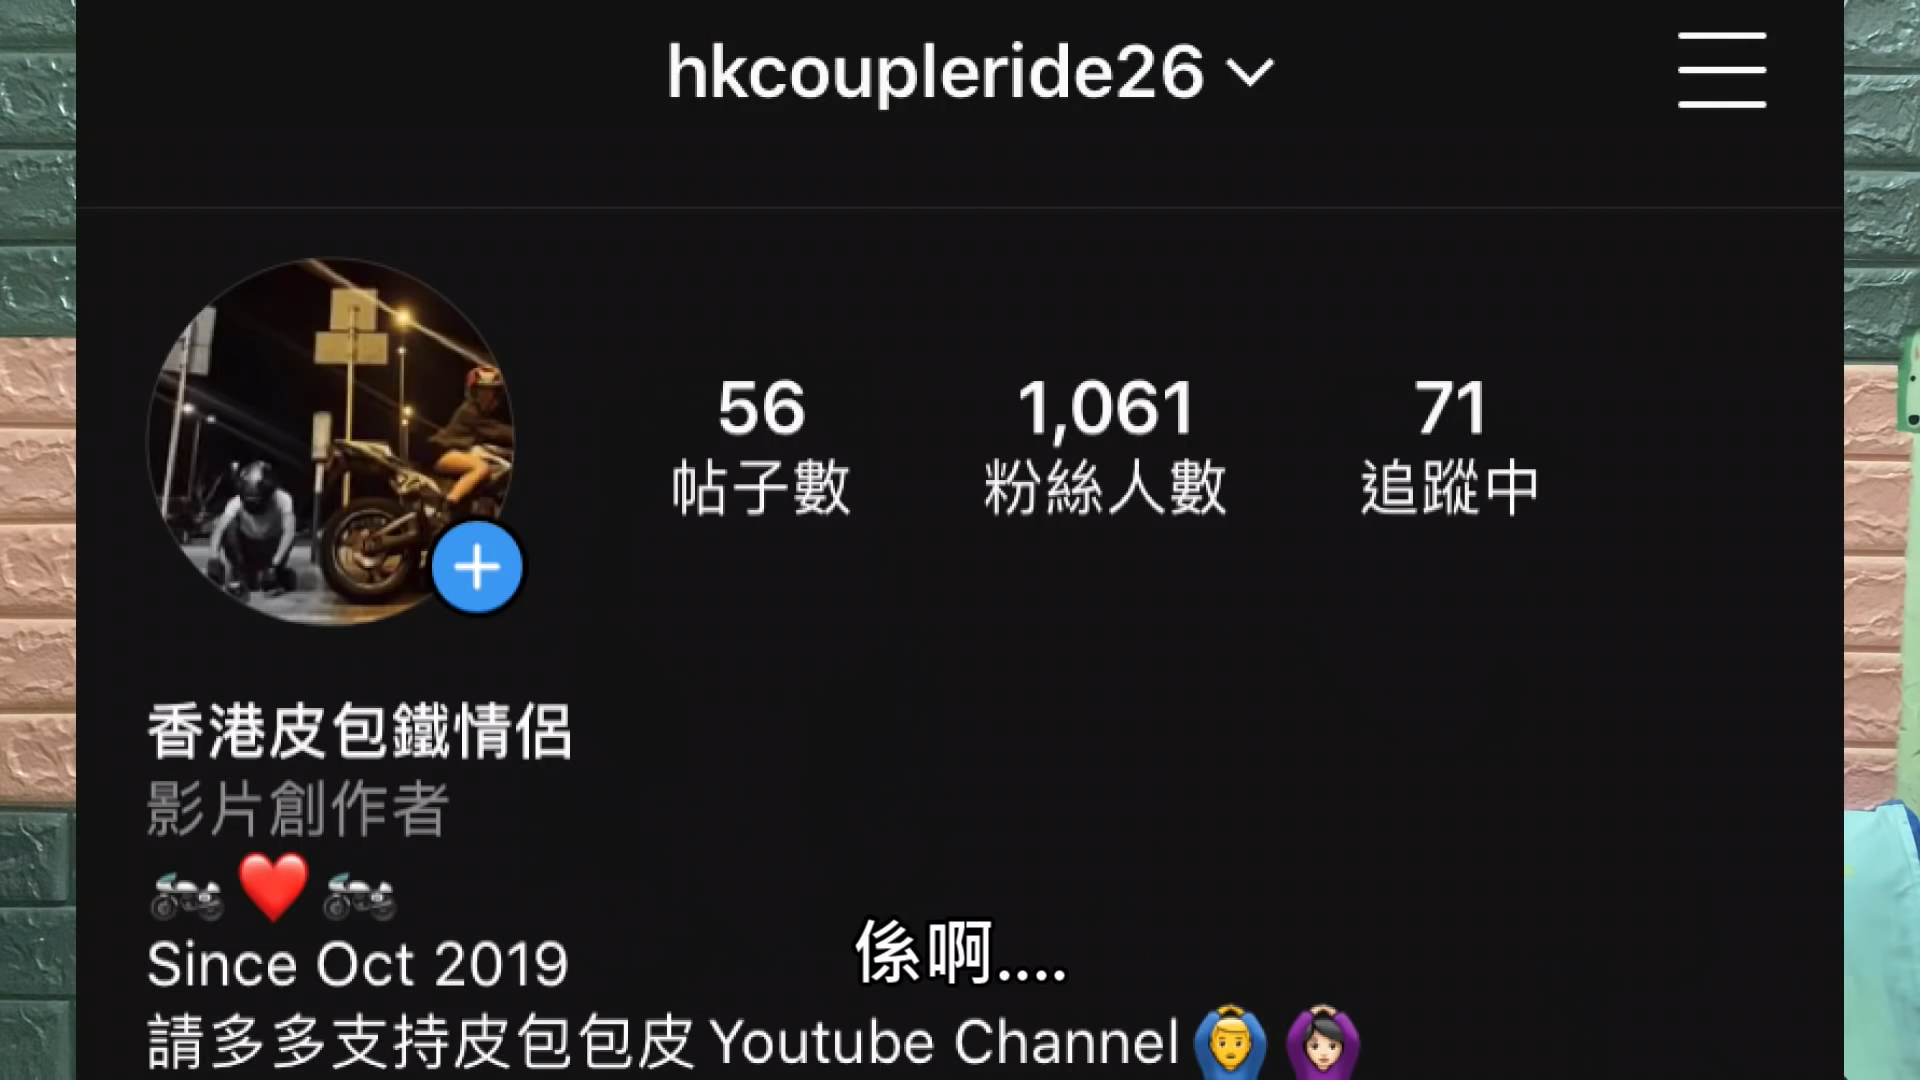 hkcoupleride26
56 1,061 71
帖子數 粉絲人數 追蹤中
香港皮包鐵情侶
影片創作者
🏍❤️🏍
Since Oct 2019
係啊....
請多多支持皮包包皮 Youtube Channel 🙆‍♂️ 🙆🏻‍♀️